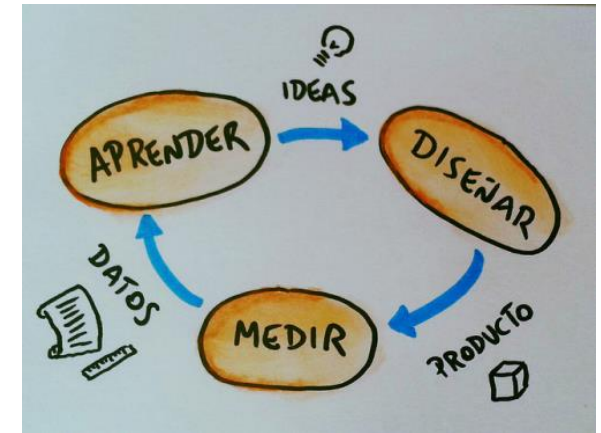 IDEAS
APRENDER
DISEÑAR
DATOS
MEDIR
PRODUCTO